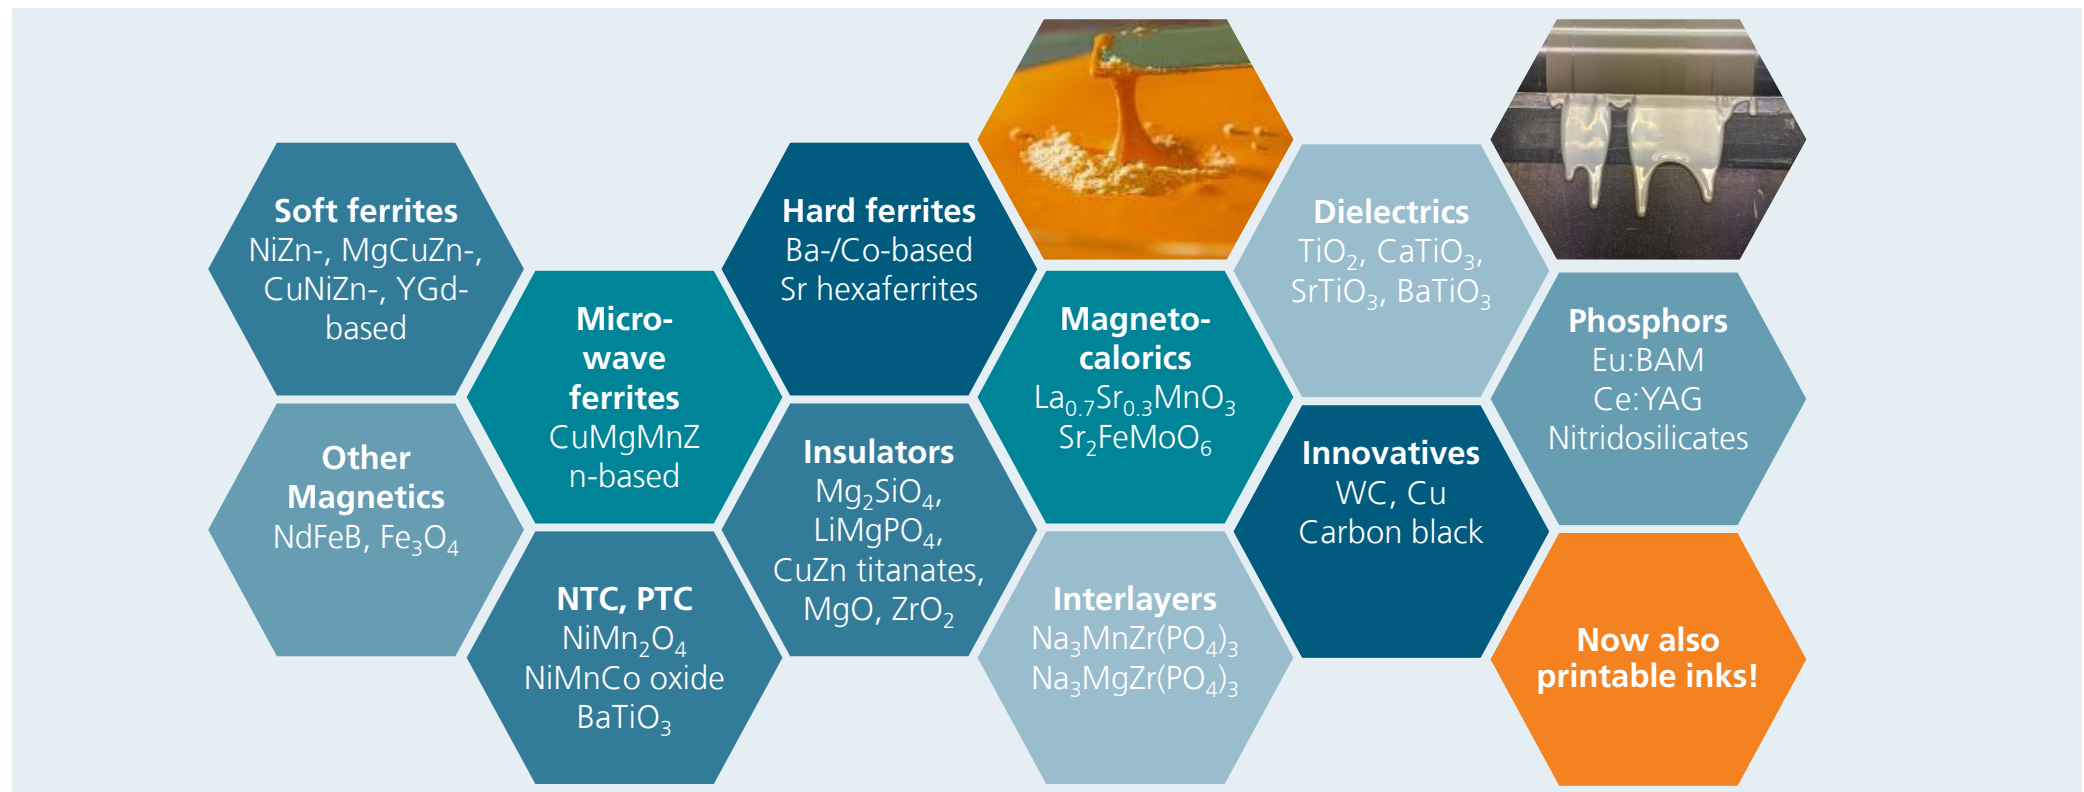 Soft ferrites
NiZn-, MgCuZn-,
CuNiZn-, YGd-
based
Other
Magnetics
NdFeB, Fe₃O₄
Micro-
wave
ferrites
CuMgMnZ
n-based
NTC, PTC
NiMn₂O₄
NiMnCo oxide
BaTiO₃
Hard ferrites
Ba-/Co-based
Sr hexaferrites
Insulators
Mg₂SiO₄,
LiMgPO₄,
CuZn titanates,
MgO, ZrO₂
Magneto-
calorics
La₀.₇Sr₀.₃MnO₃
Sr₂FeMoO₆
Interlayers
Na₃MnZr(PO₄)₃
Na₃MgZr(PO₄)₃
Dielectrics
TiO₂, CaTiO₃,
SrTiO₃, BaTiO₃
Innovatives
WC, Cu
Carbon black
Phosphors
Eu:BAM
Ce:YAG
Nitridosilicates
Now also
printable inks!